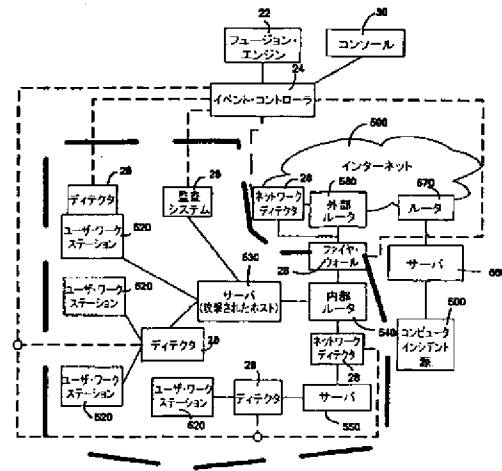 22
30
フュージョン・
エンジン
コンソール
24
イベント・コントローラ
560
インターネット
28
ディテクタ
ユーザ・ワーク
ステーション
520
28
監査
システム
28
ネットワーク
ディテクタ
580
外部
ルータ
570
ルータ
28
ファイヤ・
ウォール
サーバ
530
サーバ
(攻撃されたホスト)
内部
ルータ
540
500
コンピュータ
インシデント
源
ユーザ・ワーク
ステーション
520
ディテクタ
28
ネットワーク
ディテクタ
28
ユーザ・ワーク
ステーション
520
ユーザ・ワーク
ステーション
520
28
ディテクタ
サーバ
550